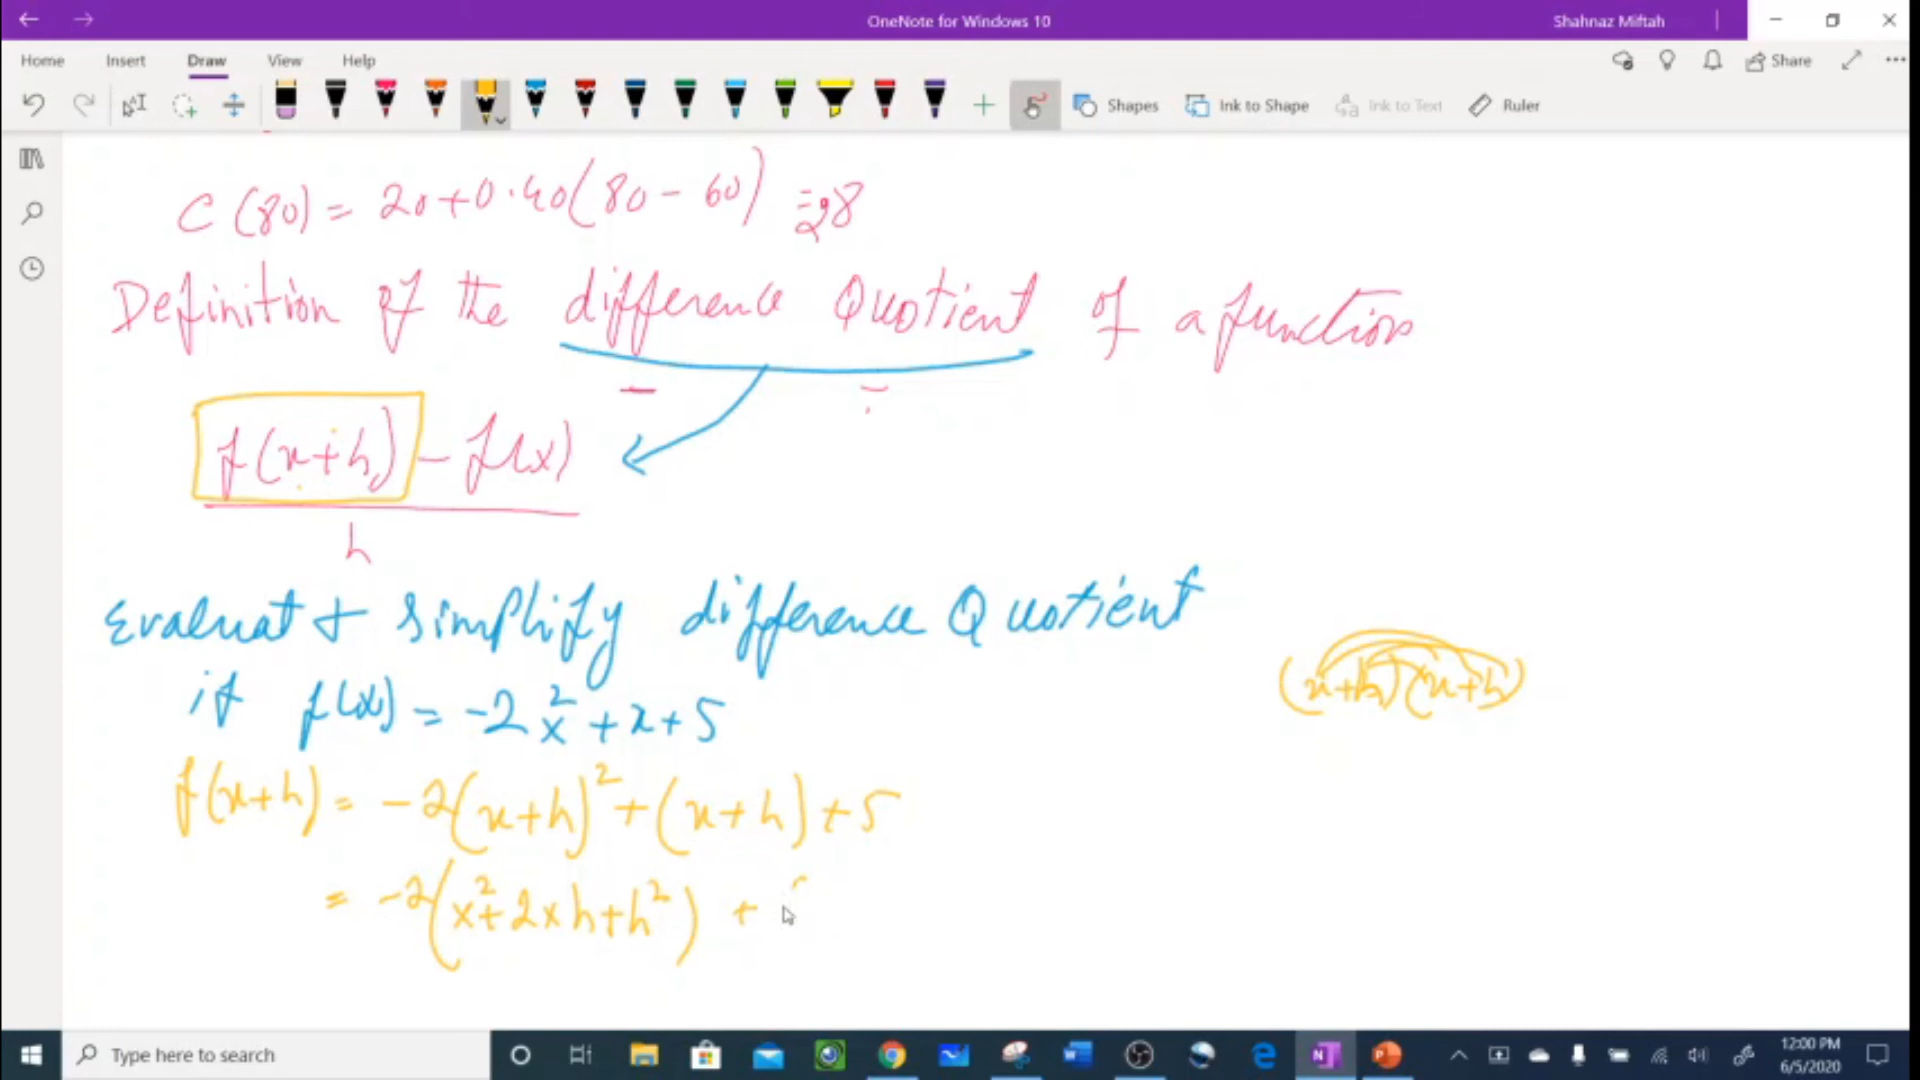 OneNote for Windows 10
Shahnaz Miftah
Home Insert Draw View Help
Share
Shapes Ink to Shape Ink to Text Ruler
C(80) = 20+0.40(80-60) =28
Definition of the difference Quotient of a function
- ÷
f(x+h) - f(x)
h
Evaluat + simplify difference Quotient
if f(x) = -2x²+x+5
(x+h)(x+h)
f(x+h) = -2(x+h)²+(x+h)+5
= -2(x²+2xh+h²) +
Type here to search
12:00 PM
6/5/2020